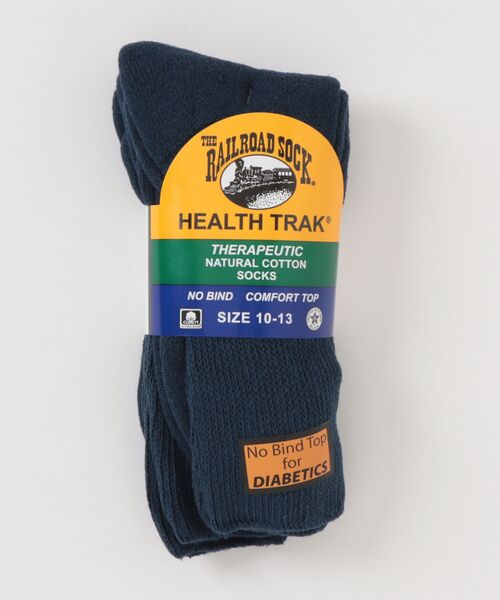 THE
RAILROAD SOCK®
HEALTH TRAK®
THERAPEUTIC
NATURAL COTTON
SOCKS
NO BIND COMFORT TOP
SIZE 10-13
No Bind Top
for
DIABETICS